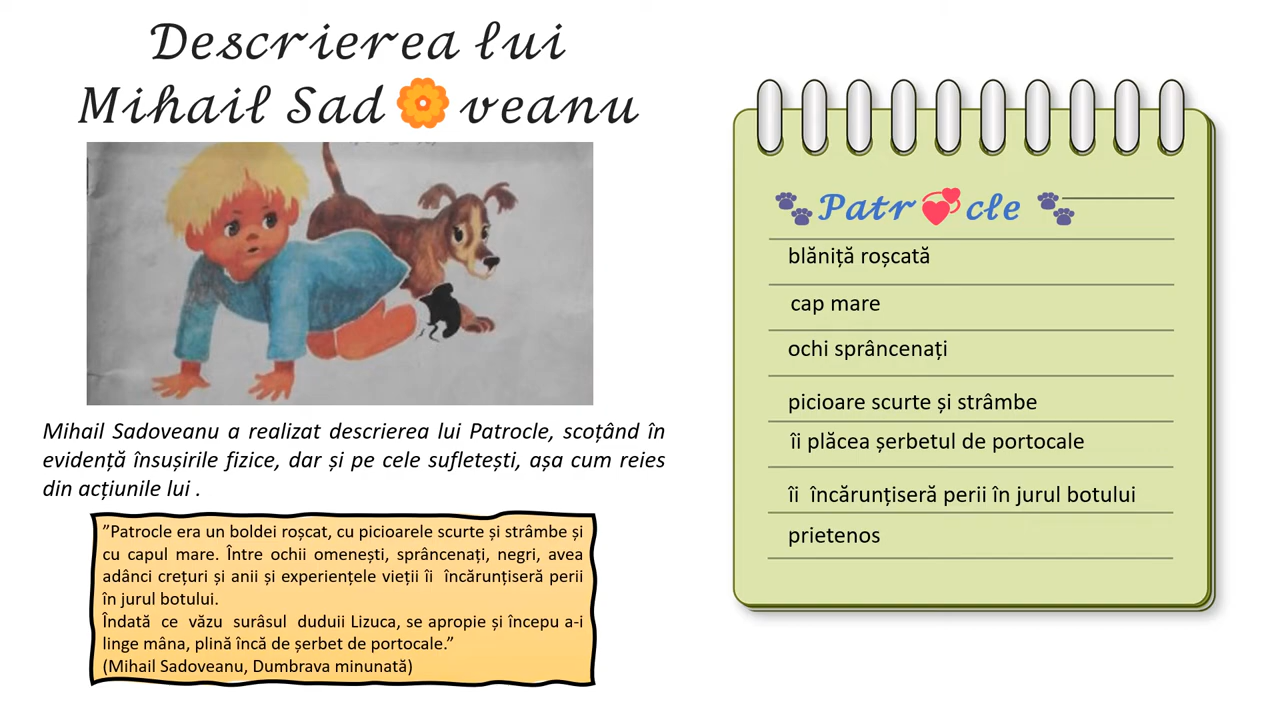 Descrierea lui
Mihail Sadoveanu
Mihail Sadoveanu a realizat descrierea lui Patrocle, scoțând în
evidență însușirile fizice, dar și pe cele sufletești, așa cum reies
din acțiunile lui .
”Patrocle era un boldei roșcat, cu picioarele scurte și strâmbe și
cu capul mare. Între ochii omenești, sprâncenați, negri, avea
adânci crețuri și anii și experiențele vieții îi încărunțiseră perii
în jurul botului.
Îndată ce văzu surâsul duduii Lizuca, se apropie și începu a-i
linge mâna, plină încă de șerbet de portocale.”
(Mihail Sadoveanu, Dumbrava minunată)
Patrocle
blăniță roșcată
cap mare
ochi sprâncenați
picioare scurte și strâmbe
îi plăcea șerbetul de portocale
îi încărunțiseră perii în jurul botului
prietenos